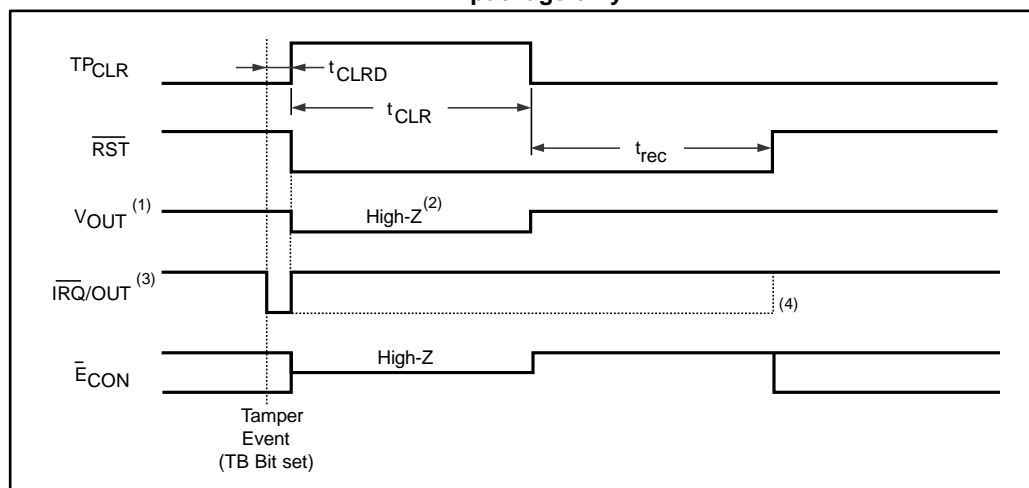 TPCLR
tCLRD
tCLR
RST
trec
VOUT (1)
High-Z(2)
IRQ/OUT (3)
(4)
ECON
High-Z
Tamper
Event
(TB Bit set)